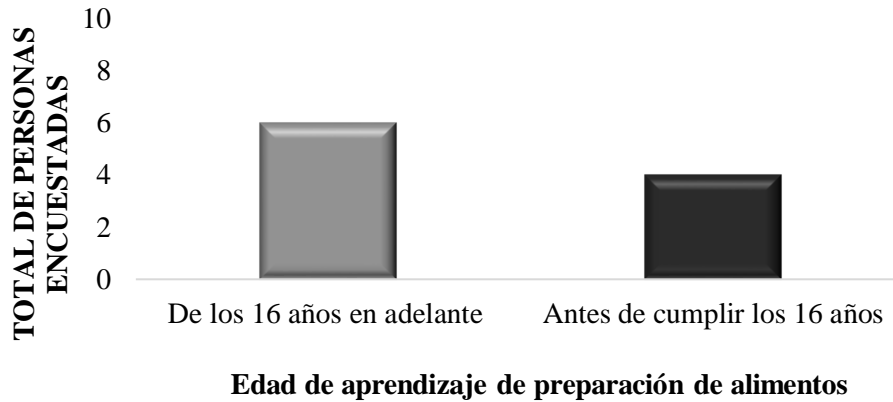 TOTAL DE PERSONAS
ENCUESTADAS
10
8
6
4
2
0
De los 16 años en adelante
Antes de cumplir los 16 años
Edad de aprendizaje de preparación de alimentos